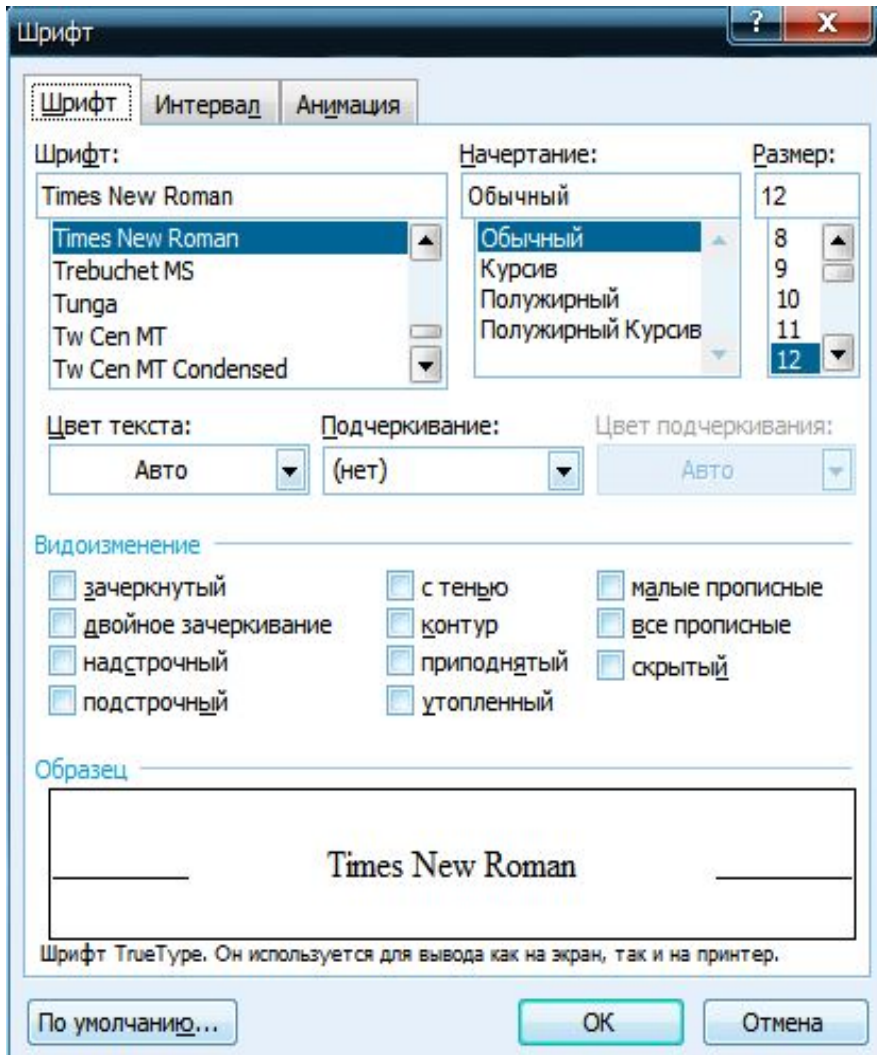 Шрифт
?
X
Шрифт Интервал Анимация
Шрифт: Начертание: Размер:
Times New Roman Обычный 12
Times New Roman Обычный 8
Trebuchet MS Курсив 9
Tunga Полужирный 10
Tw Cen MT Полужирный Курсив 11
Tw Cen MT Condensed 12
Цвет текста: Подчеркивание: Цвет подчеркивания:
Авто (нет) Авто
Видоизменение
зачеркнутый с тенью малые прописные
двойное зачеркивание контур все прописные
надстрочный приподнятый скрытый
подстрочный утопленный
Образец
Times New Roman
Шрифт TrueType. Он используется для вывода как на экран, так и на принтер.
По умолчанию... ОК Отмена